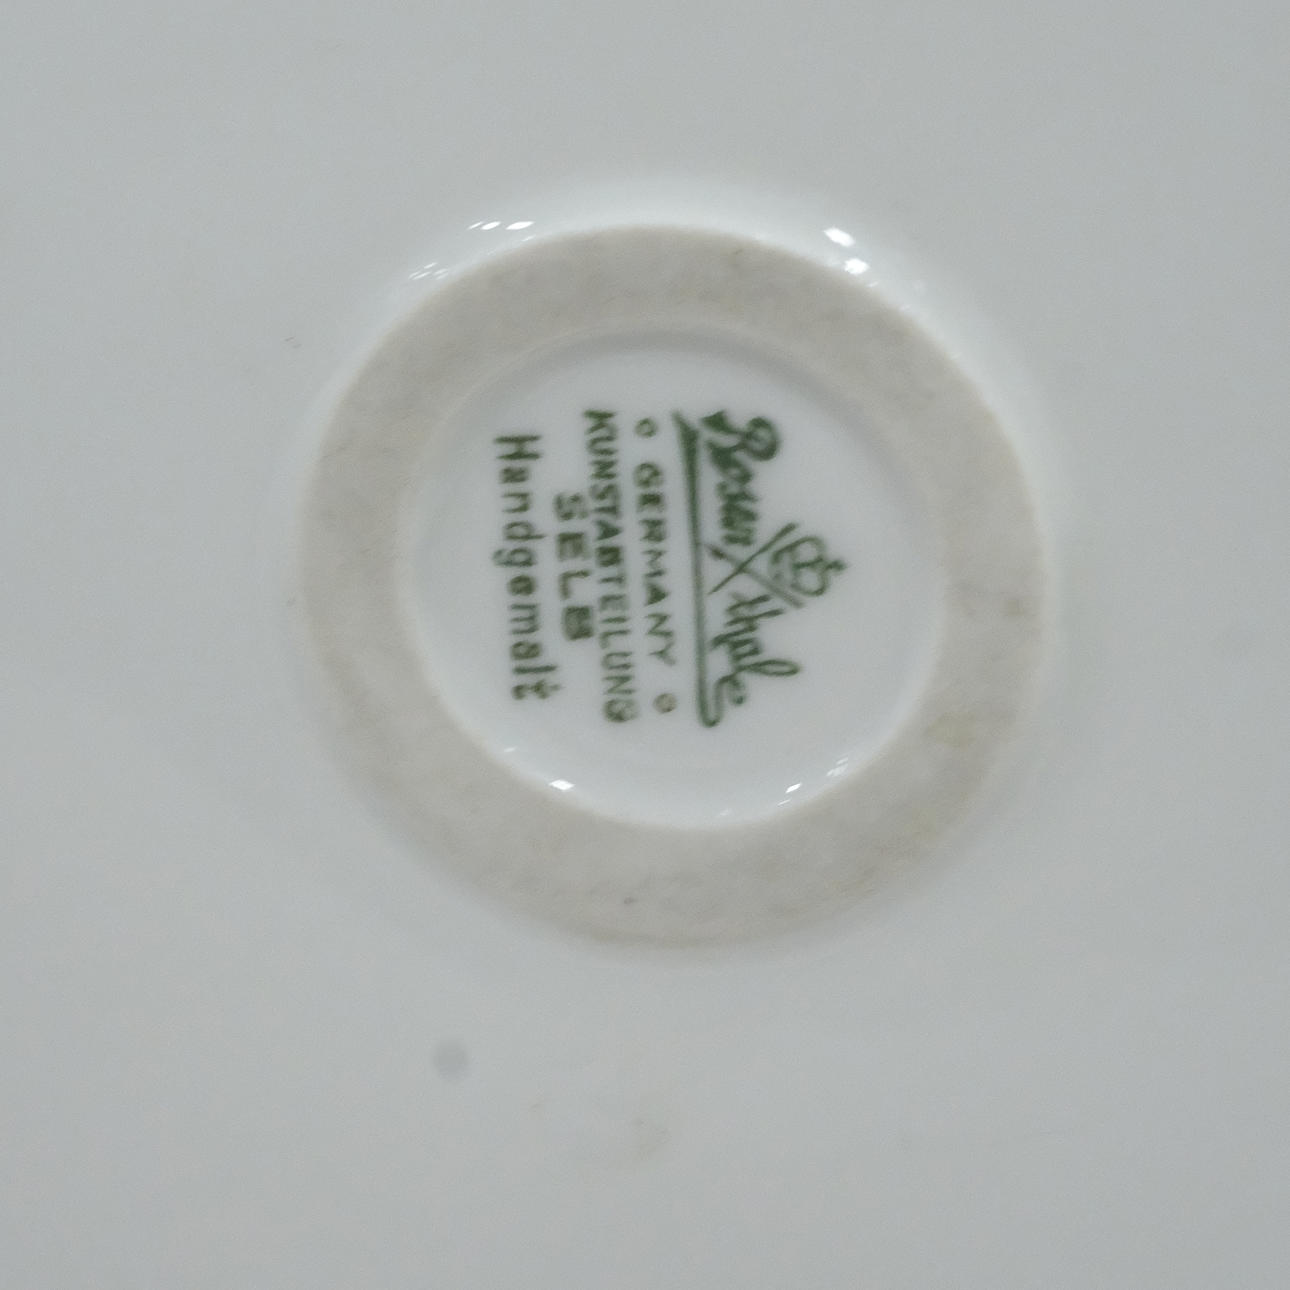 Rosenthal
GERMANY
KUNSTABTEILUNG
SELB
Handgemalt